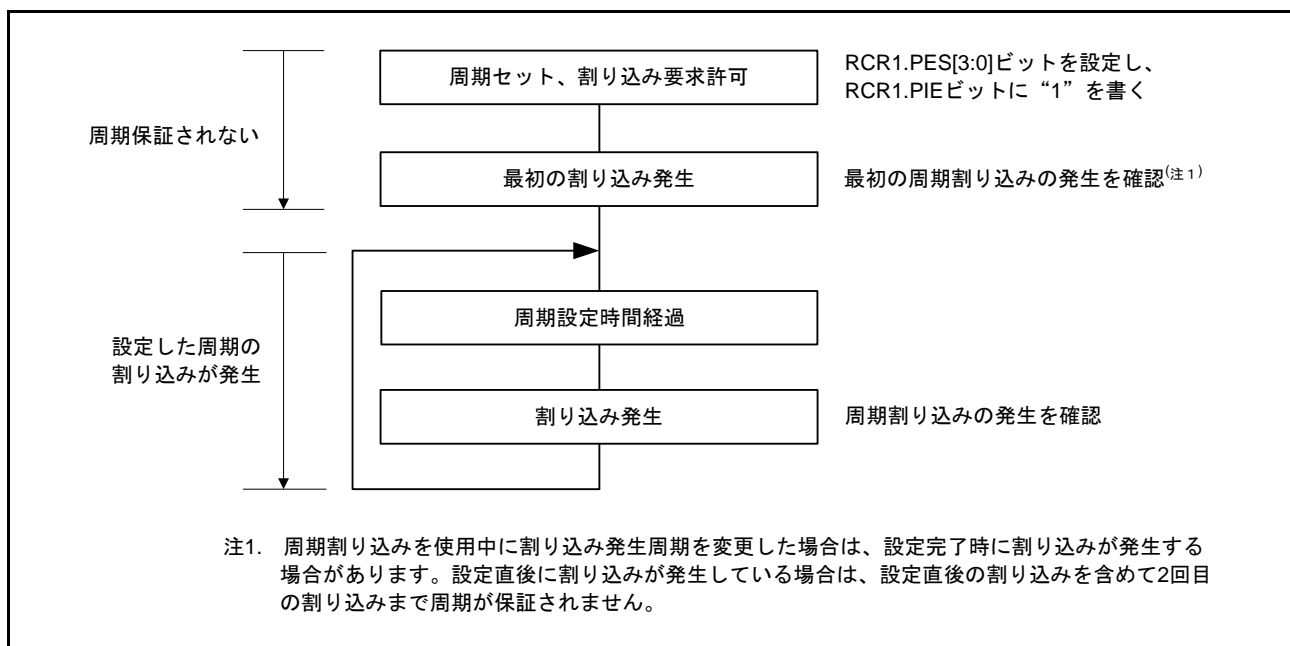 周期セット、割り込み要求許可
RCR1.PES[3:0]ビットを設定し、
RCR1.PIEビットに“1”を書く
周期保証されない
最初の割り込み発生
最初の周期割り込みの発生を確認(注1)
周期設定時間経過
設定した周期の
割り込みが発生
割り込み発生
周期割り込みの発生を確認
注1. 周期割り込みを使用中に割り込み発生周期を変更した場合は、設定完了時に割り込みが発生する
場合があります。設定直後に割り込みが発生している場合は、設定直後の割り込みを含めて2回目
の割り込みまで周期が保証されません。